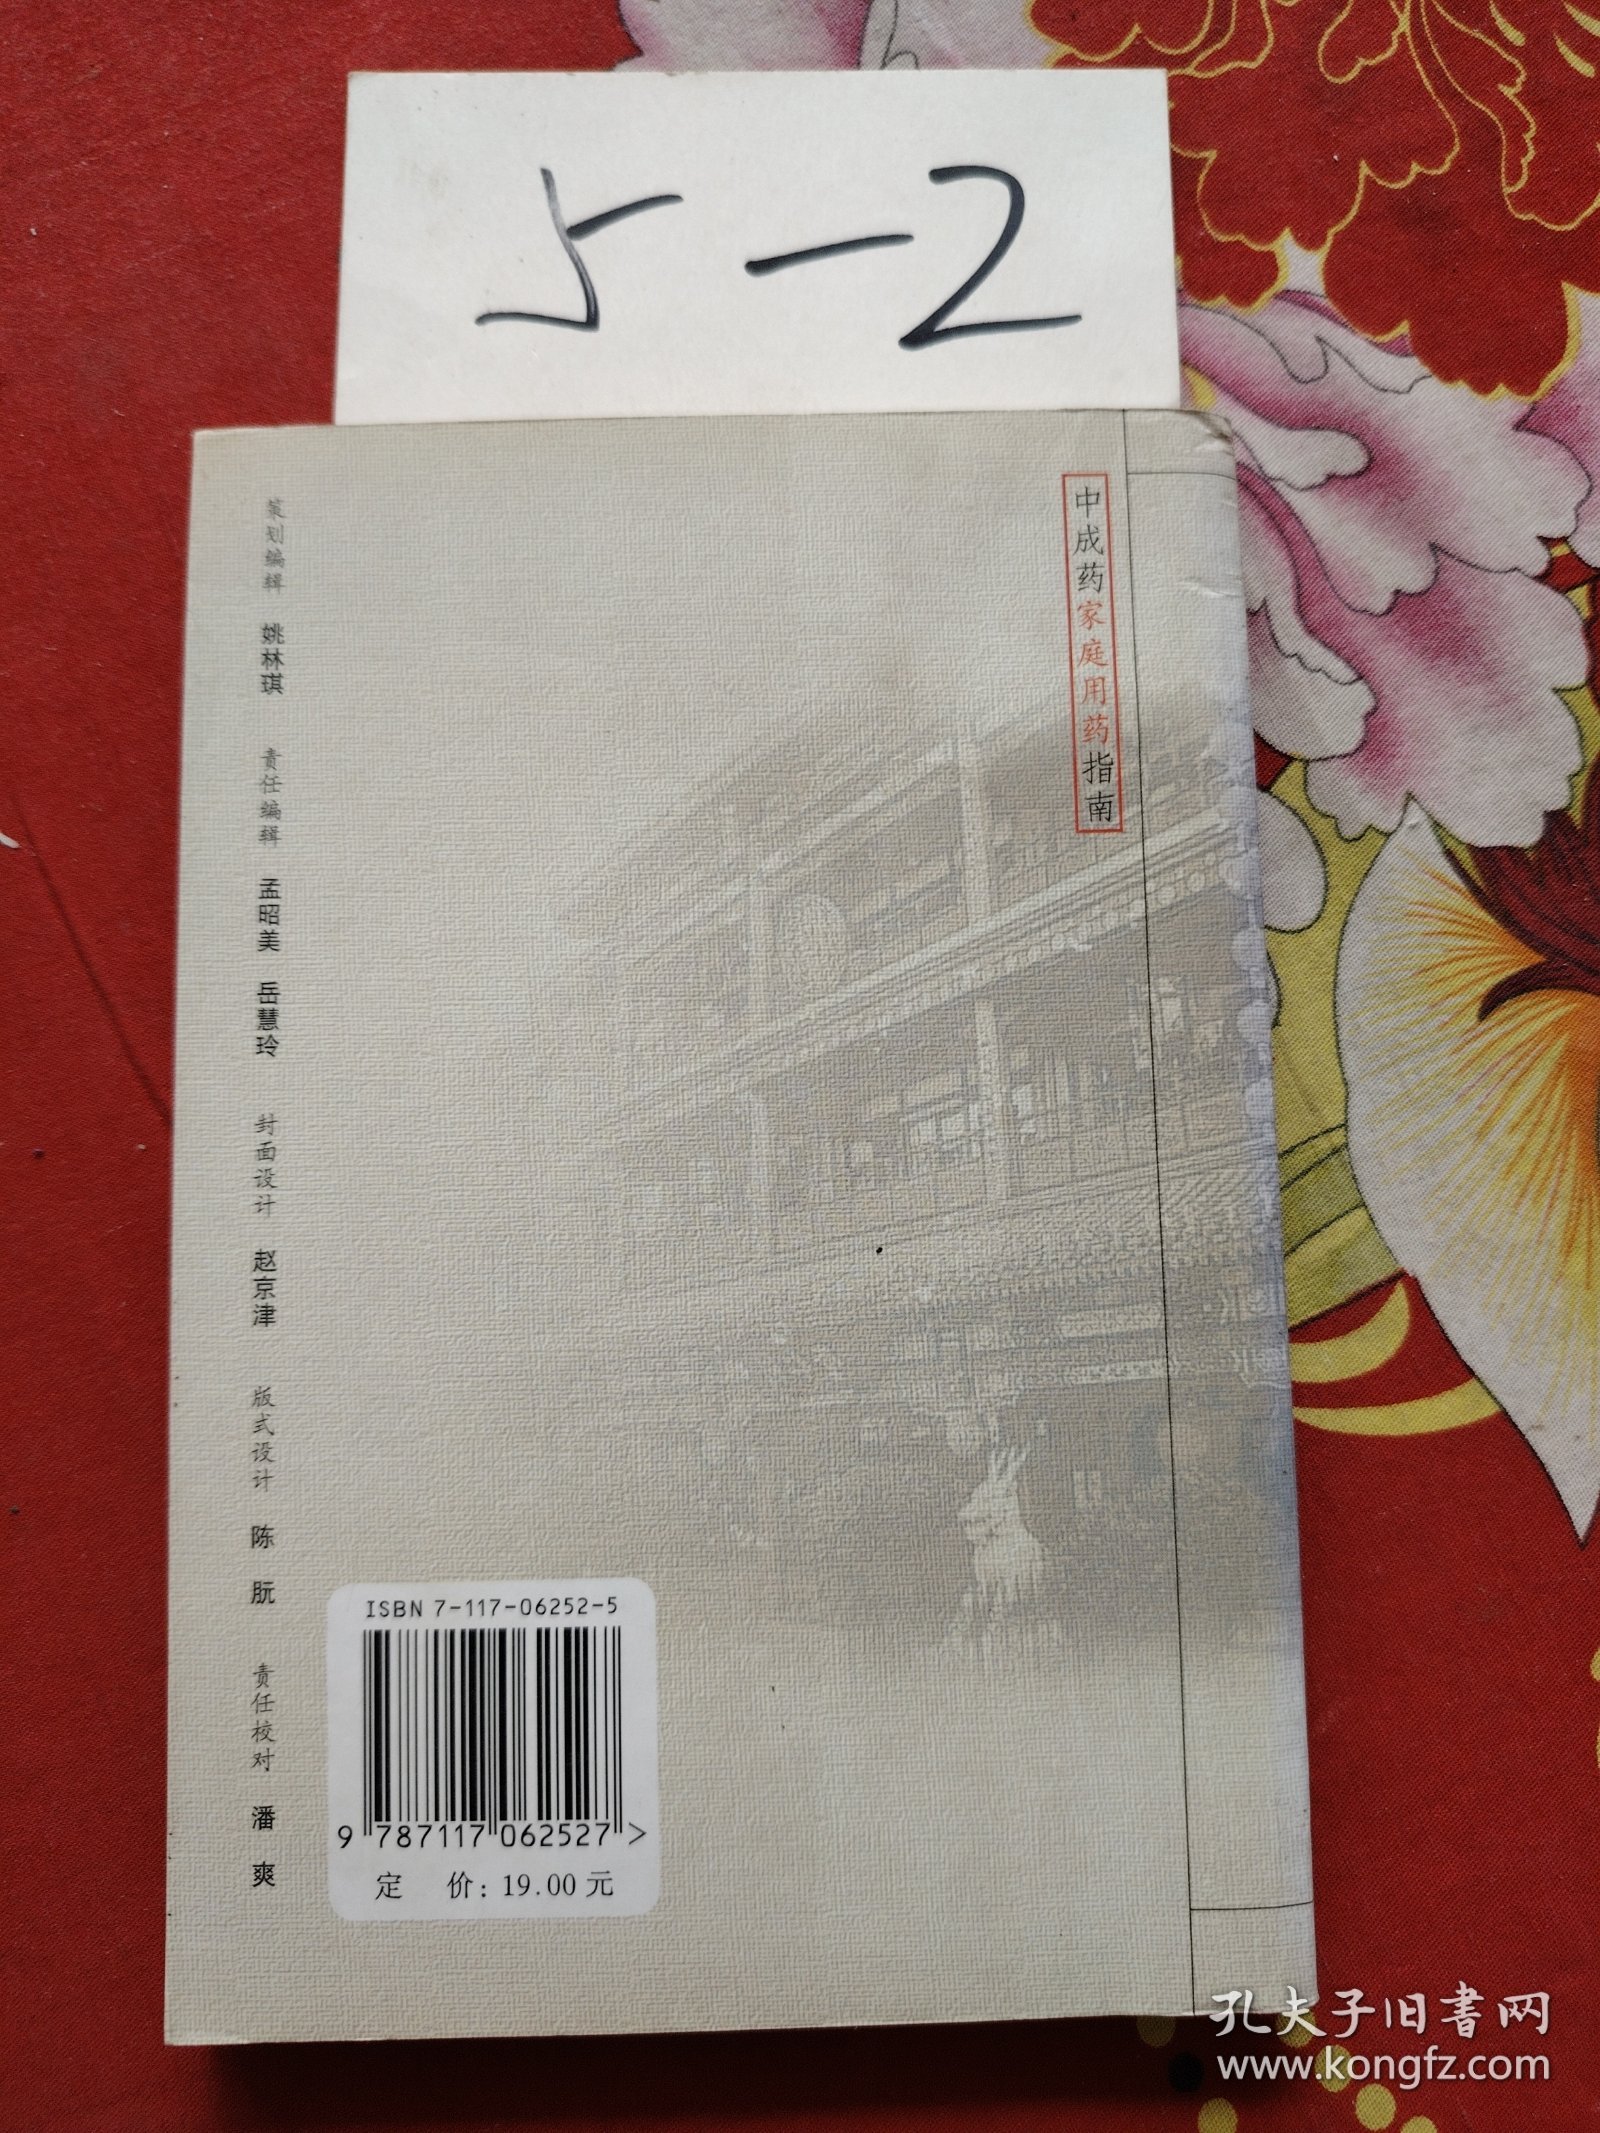 5-2
中成药家庭用药指南
策划编辑 姚林琪 责任编辑 孟昭美 岳慧玲 封面设计 赵京津 版式设计 陈 朊 责任校对 潘 爽
ISBN 7-117-06252-5
9 787117 062527 >
定 价: 19.00 元
孔夫子旧书网
www.kongfz.com